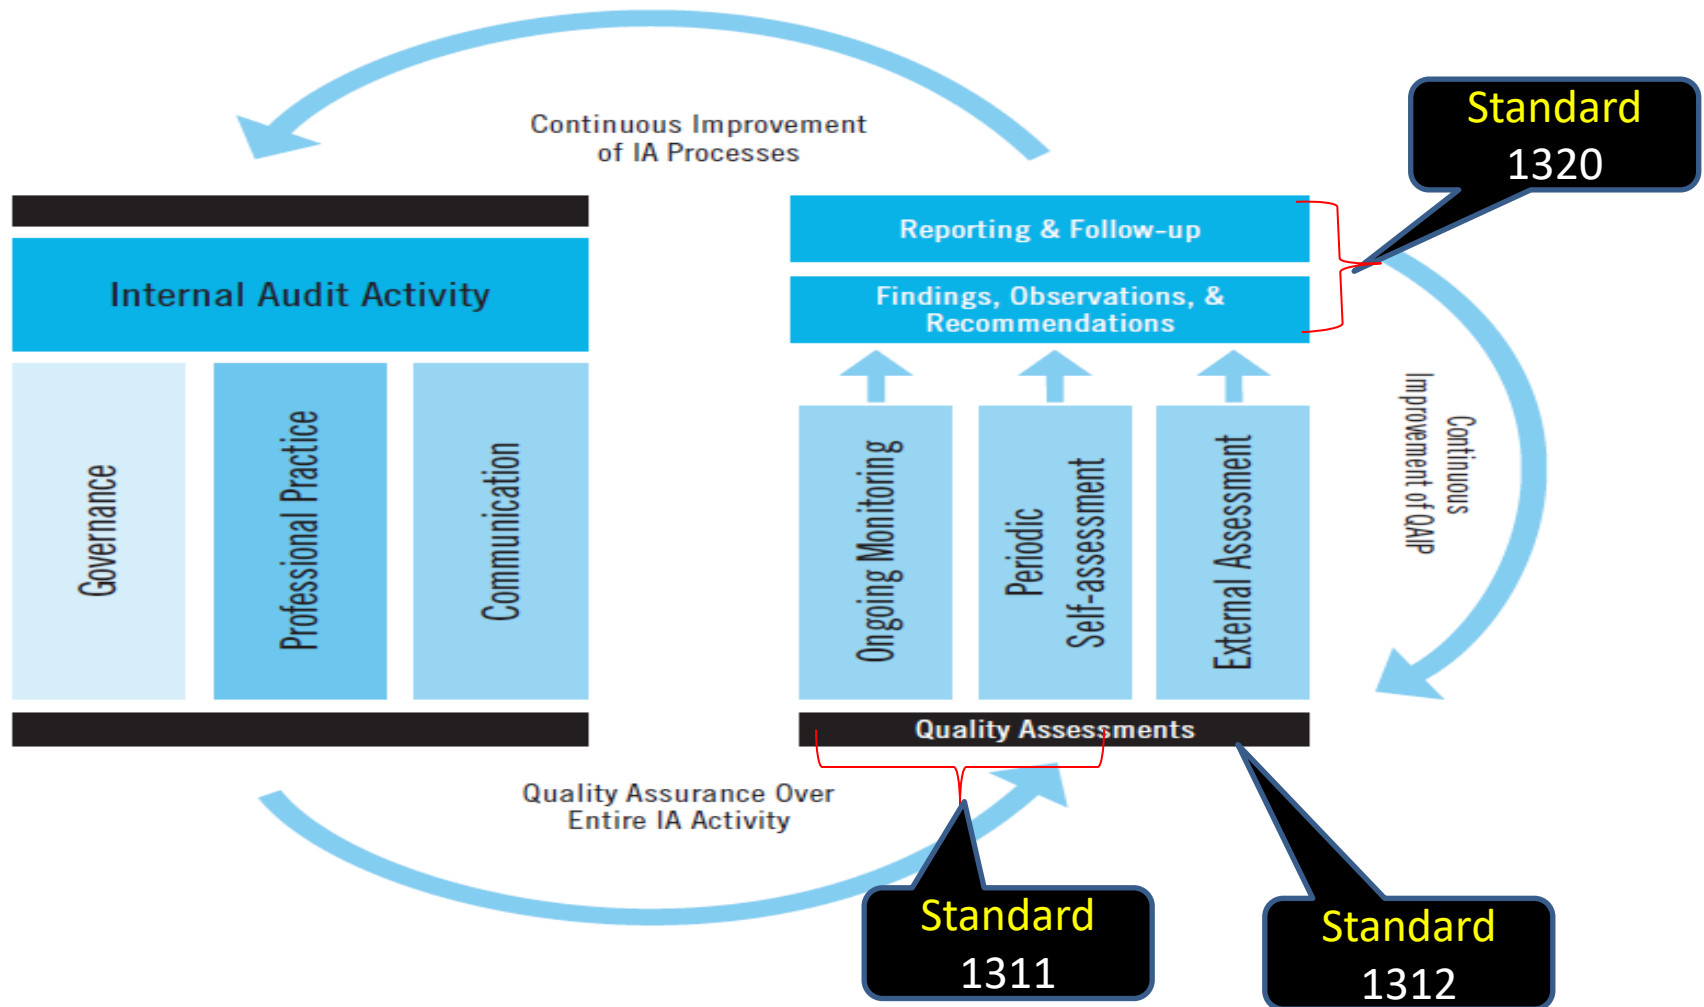 Continuous Improvement
of IA Processes
Standard
1320
Internal Audit Activity
Governance
Professional Practice
Communication
Reporting & Follow-up
Findings, Observations, &
Recommendations
Ongoing Monitoring
Periodic
Self-assessment
External Assessment
Quality Assessments
Continuous
Improvement of QAIP
Quality Assurance Over
Entire IA Activity
Standard
1311
Standard
1312